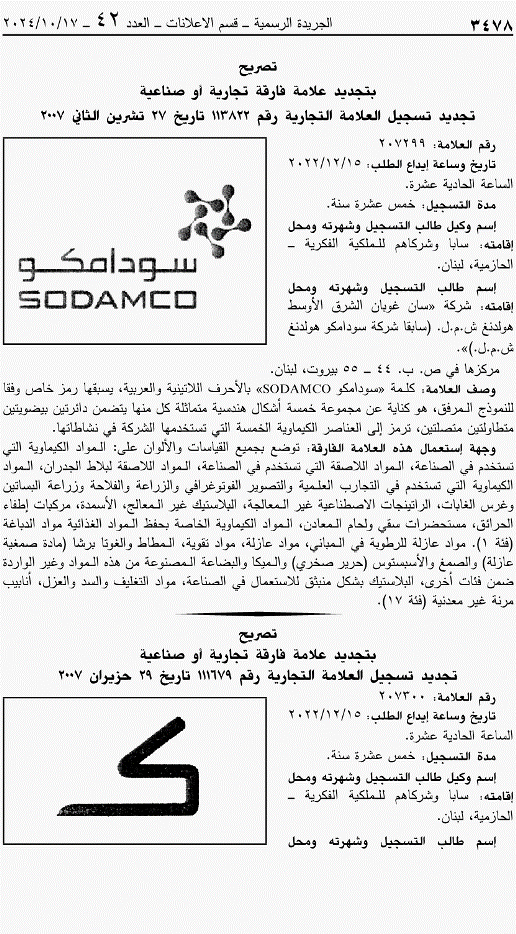 ٣٤٧٨
الجريدة الرسمية ــ قسم الاعلانات ــ العدد ٤٢ ــ ٢٠٢٤/١٠/١٧
تصريح
بتجديد علامة فارقة تجارية أو صناعية
تجديد تسجيل العلامة التجارية رقم ١١٣٨٢٢ تاريخ ٢٧ تشرين الثاني ٢٠٠٧
رقم العلامة: ٢٠٧٢٩٩
تاريخ وساعة إيداع الطلب: ٢٠٢٢/١٢/١٥
الساعة الحادية عشرة.
مدة التسجيل: خمس عشرة سنة.
إسم وكيل طالب التسجيل وشهرته ومحل
إقامته: سابا وشركاهم للملكية الفكرية ــ
الحازمية، لبنان.
إسم طالب التسجيل وشهرته ومحل
إقامته: شركة «سان غوبان الشرق الأوسط
هولدنغ ش.م.ل. (سابقا شركة سودامكو هولدنغ
ش.م.ل.)».
سودامكو
SODAMCO
مركزها في ص. ب. ٤٤ ــ ٥٥ بيروت، لبنان.
وصف العلامة: كلمة «سودامكو SODAMCO» بالأحرف اللاتينية والعربية، يسبقها رمز خاص وفقا
للنموذج المرفق، هو كناية عن مجموعة خمسة أشكال هندسية متماثلة كل منها يتضمن دائرتين بيضويتين
متطاولتين متصلتين، ترمز إلى العناصر الكيماوية الخمسة التي تستخدمها الشركة في نشاطاتها.
وجهة إستعمال هذه العلامة الفارقة: توضع بجميع القياسات والألوان على: المواد الكيماوية التي
تستخدم في الصناعة، المواد اللاصقة التي تستخدم في الصناعة، المواد اللاصقة لبلاط الجدران، المواد
الكيماوية التي تستخدم في التجارب العلمية والتصوير الفوتوغرافي والزراعة والفلاحة وزراعة البساتين
وغرس الغابات، الراتينجات الاصطناعية غير المعالجة، البلاستيك غير المعالج، الأسمدة، مركبات إطفاء
الحرائق، مستحضرات سقي ولحام المعادن، المواد الكيماوية الخاصة بحفظ المواد الغذائية مواد الدباغة
(فئة ١). مواد عازلة للرطوبة في المباني، مواد عازلة، مواد تقوية، المطاط والغوتا برشا (مادة صمغية
عازلة) والصمغ والأسبستوس (حرير صخري) والميكا والبضاعة المصنوعة من هذه المواد وغير الواردة
ضمن فئات أخرى، البلاستيك بشكل منبثق للاستعمال في الصناعة، مواد التغليف والسد والعزل، أنابيب
مرنة غير معدنية (فئة ١٧).
تصريح
بتجديد علامة فارقة تجارية أو صناعية
تجديد تسجيل العلامة التجارية رقم ١١١٦٧٩ تاريخ ٢٩ حزيران ٢٠٠٧
رقم العلامة: ٢٠٧٣٠٠
تاريخ وساعة إيداع الطلب: ٢٠٢٢/١٢/١٥
الساعة الحادية عشرة.
مدة التسجيل: خمس عشرة سنة.
إسم وكيل طالب التسجيل وشهرته ومحل
إقامته: سابا وشركاهم للملكية الفكرية ــ
الحازمية، لبنان.
إسم طالب التسجيل وشهرته ومحل